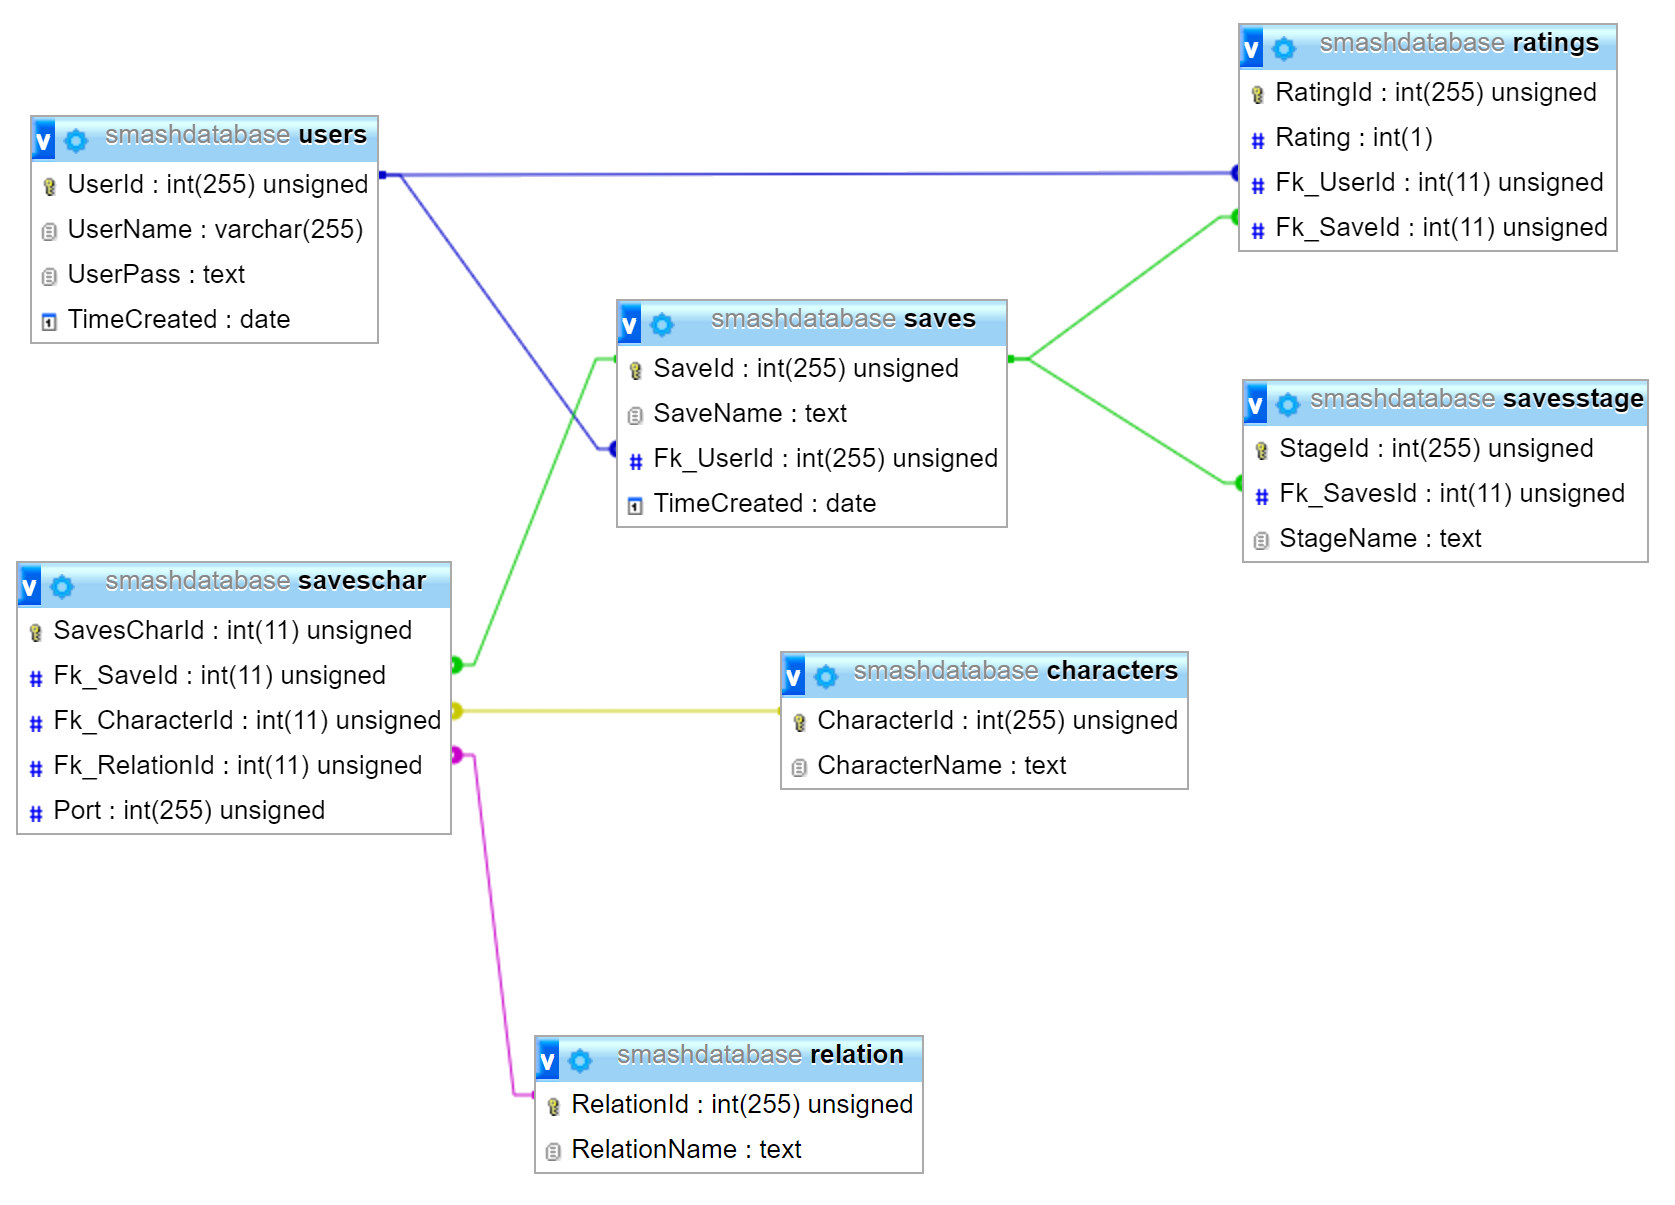 smashdatabase users
UserId : int(255) unsigned
UserName : varchar(255)
UserPass : text
TimeCreated : date
smashdatabase ratings
RatingId : int(255) unsigned
Rating : int(1)
Fk_UserId : int(11) unsigned
Fk_SaveId : int(11) unsigned
smashdatabase saves
SaveId : int(255) unsigned
SaveName : text
Fk_UserId : int(255) unsigned
TimeCreated : date
smashdatabase savesstage
StageId : int(255) unsigned
Fk_SavesId : int(11) unsigned
StageName : text
smashdatabase saveschar
SavesCharId : int(11) unsigned
Fk_SaveId : int(11) unsigned
Fk_CharacterId : int(11) unsigned
Fk_RelationId : int(11) unsigned
Port : int(255) unsigned
smashdatabase characters
CharacterId : int(255) unsigned
CharacterName : text
smashdatabase relation
RelationId : int(255) unsigned
RelationName : text